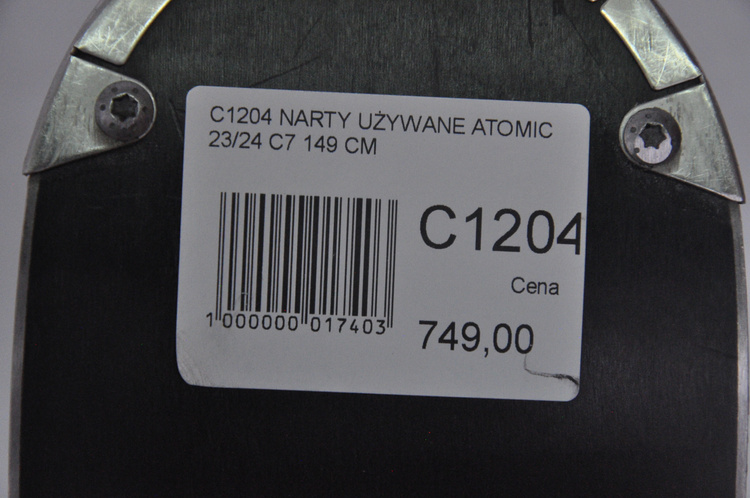 C1204 NARTY UŻYWANE ATOMIC
23/24 C7 149 CM
C1204
Cena
1 000000 017403
749,00